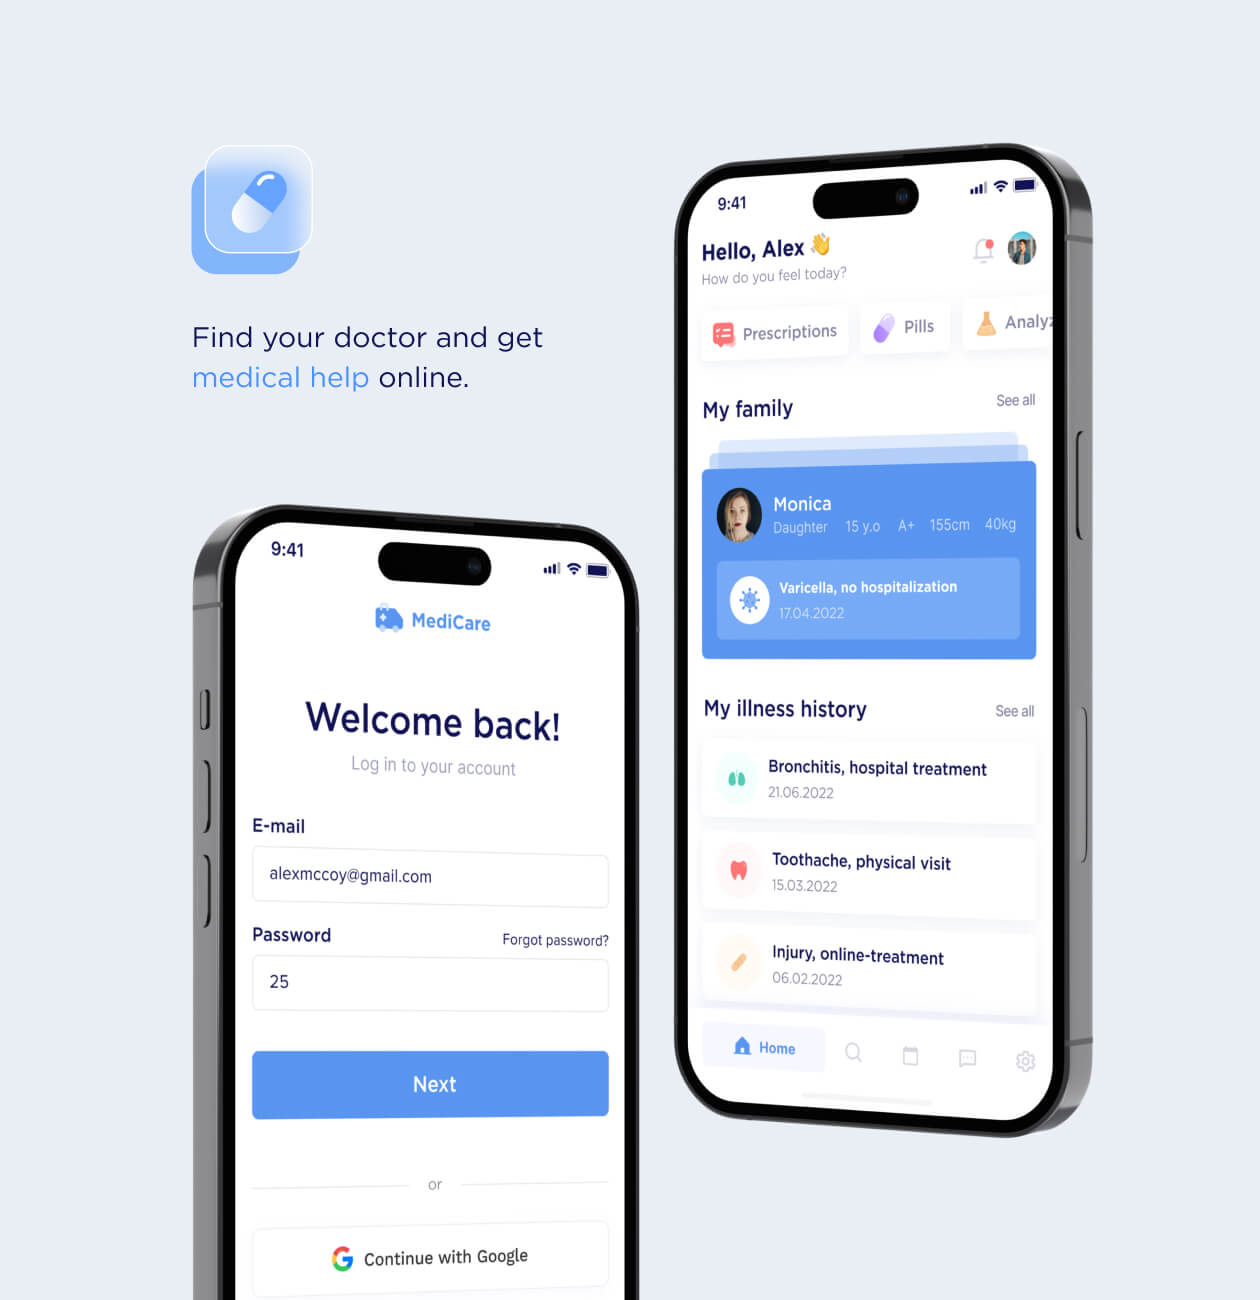 Find your doctor and get
medical help online.
9:41
MediCare
Welcome back!
Log in to your account
E-mail
alexmccoy@gmail.com
Password
Forgot password?
25
Next
or
Continue with Google
9:41
Hello, Alex 👋
How do you feel today?
Prescriptions
Pills
Analyz
My family
See all
Monica
Daughter 15 y.o A+ 155cm 40kg
Varicella, no hospitalization
17.04.2022
My illness history
See all
Bronchitis, hospital treatment
21.06.2022
Toothache, physical visit
15.03.2022
Injury, online-treatment
06.02.2022
Home